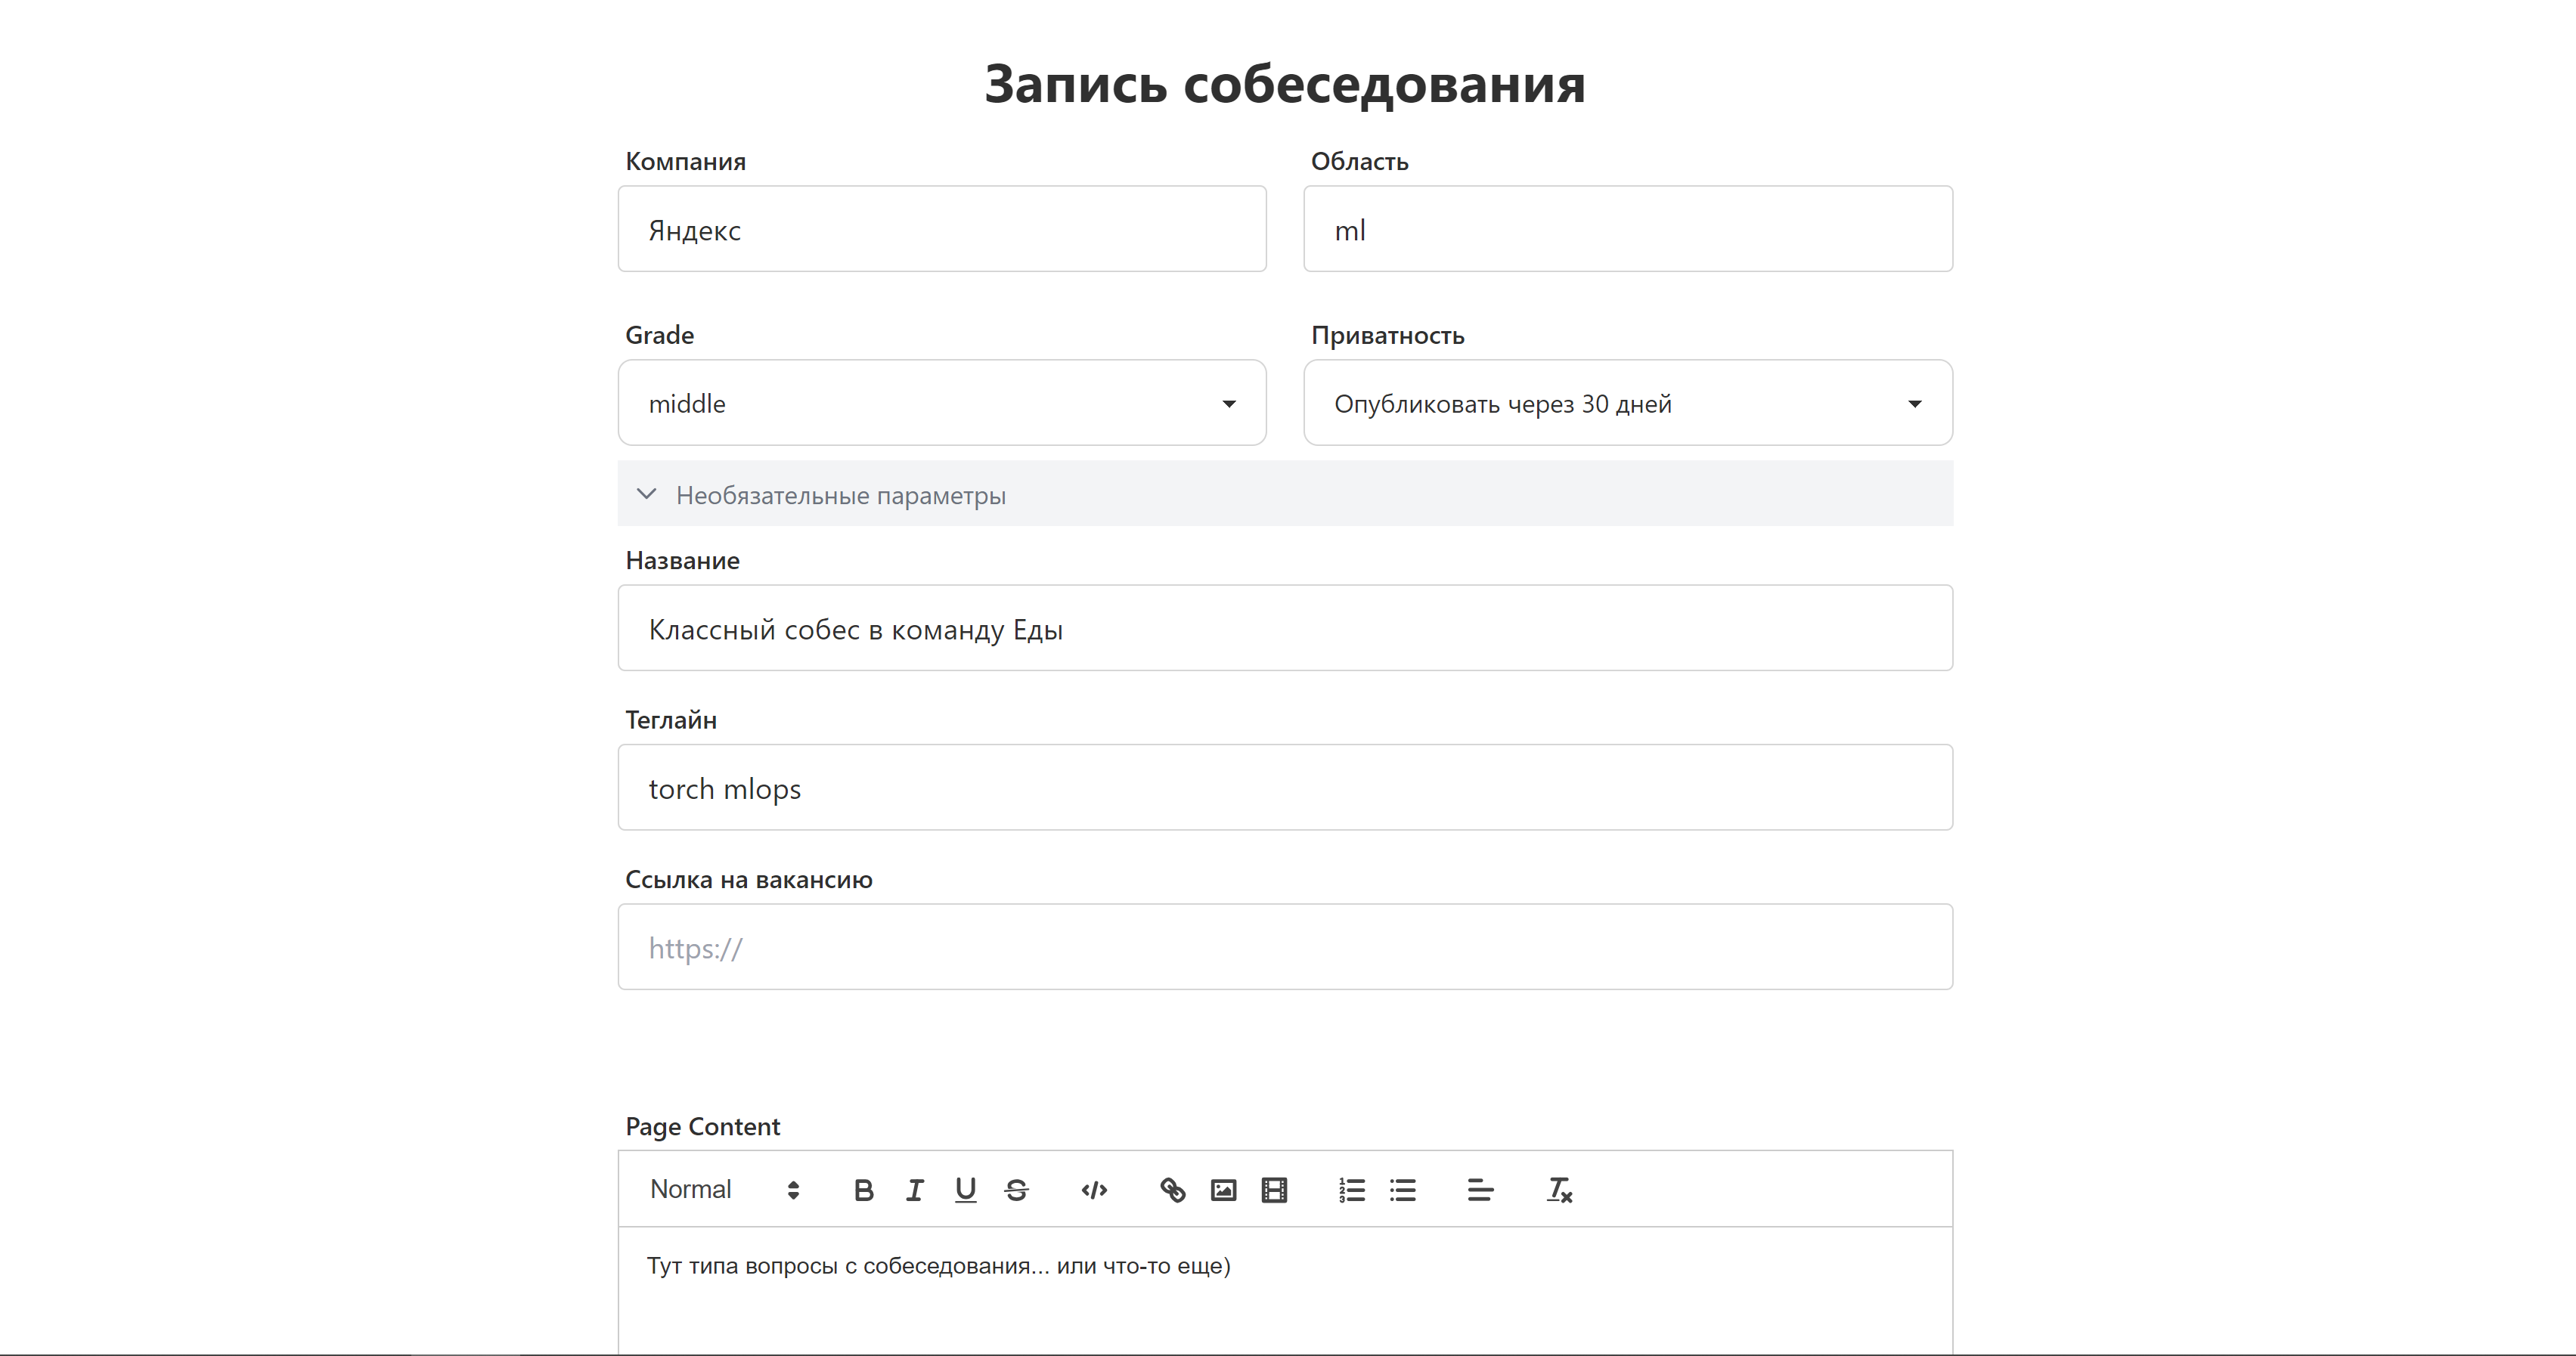 Запись собеседования
Компания
Область
Яндекс
ml
Grade
Приватность
middle
Опубликовать через 30 дней
Необязательные параметры
Название
Классный собес в команду Еды
Теглайн
torch mlops
Ссылка на вакансию
https://
Page Content
Normal
Тут типа вопросы с собеседования... или что-то еще)